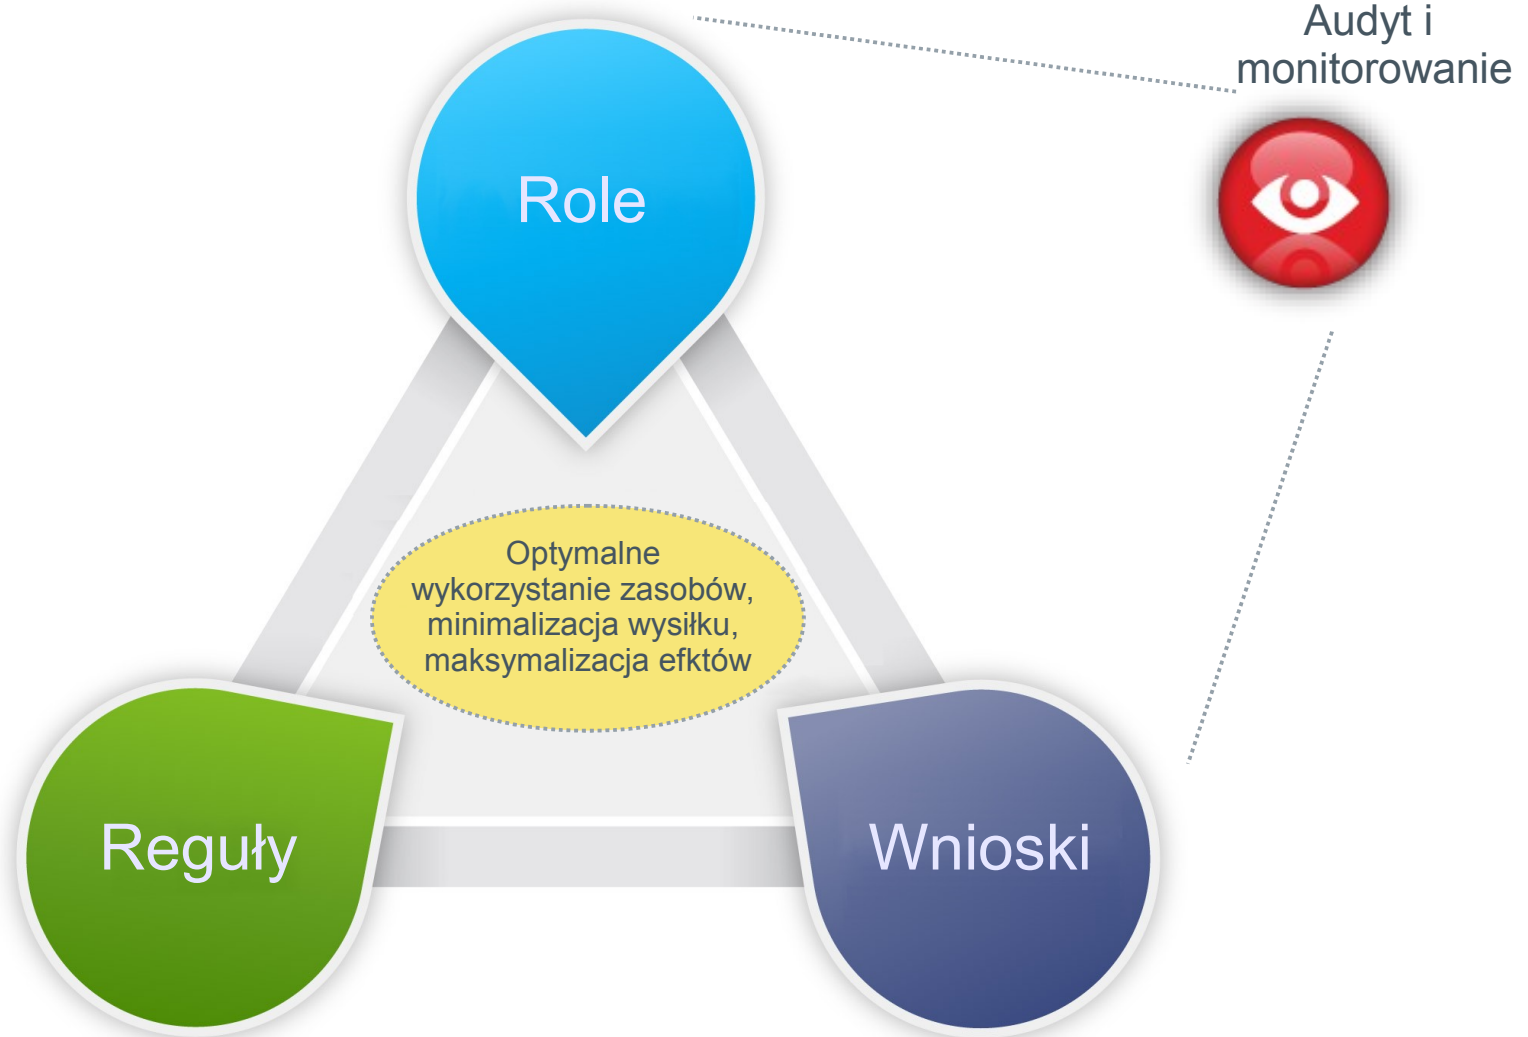 Audyt i
monitorowanie
Role
Optymalne
wykorzystanie zasobów,
minimalizacja wysiłku,
maksymalizacja efktów
Reguły
Wnioski